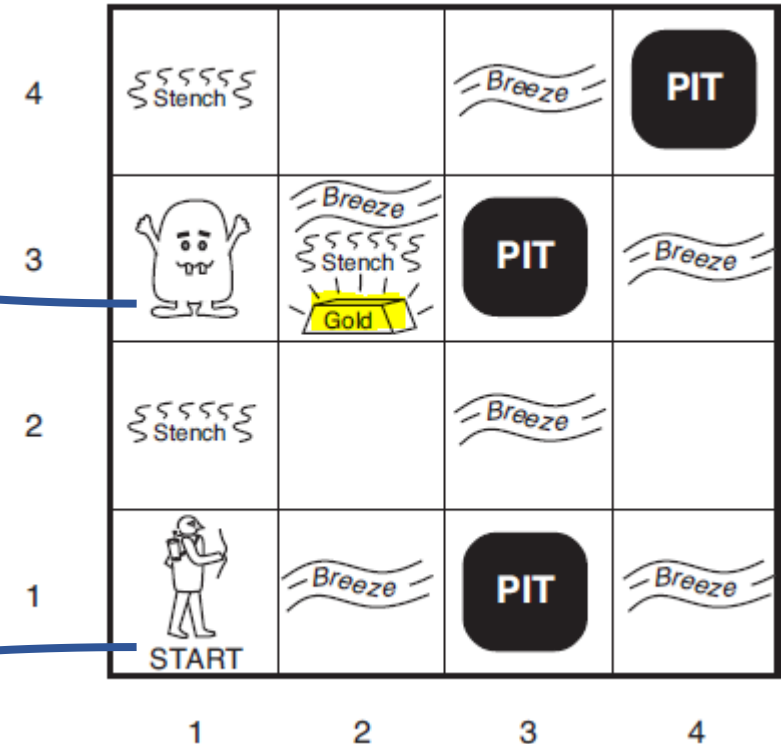 4 Stench Breeze PIT
Breeze
3 Stench PIT Breeze
Gold
2 Stench Breeze
1 Breeze PIT Breeze
START
1 2 3 4